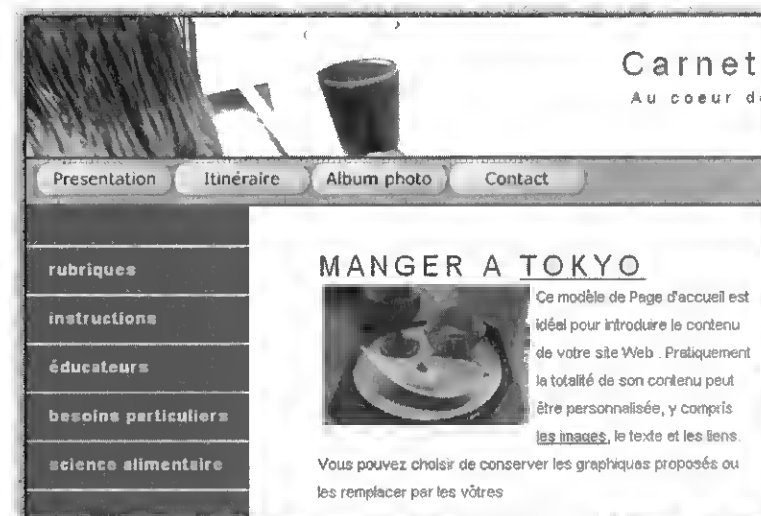 Carnet
Au coeur d
Presentation Itinéraire Album photo Contact
rubriques
instructions
éducateurs
besoins particuliers
science alimentaire
MANGER A TOKYO
Ce modèle de Page d'accueil est
idéal pour introduire le contenu
de votre site Web . Pratiquement
la totalité de son contenu peut
être personnalisée, y compris
les images, le texte et les liens.
Vous pouvez choisir de conserver les graphiques proposés ou
les remplacer par les vôtres